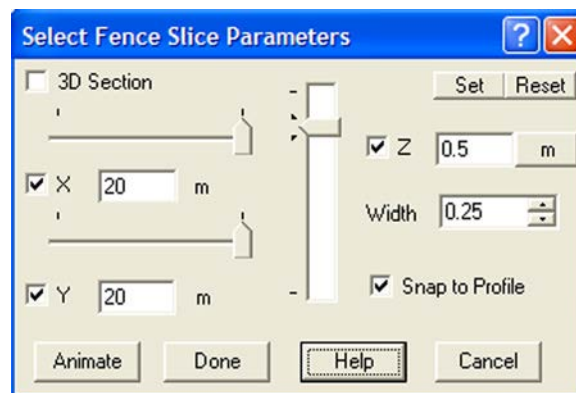 Select Fence Slice Parameters
3D Section
Set Reset
Z 0.5 m
X 20 m
Width 0.25
Snap to Profile
Y 20 m
Animate Done Help Cancel